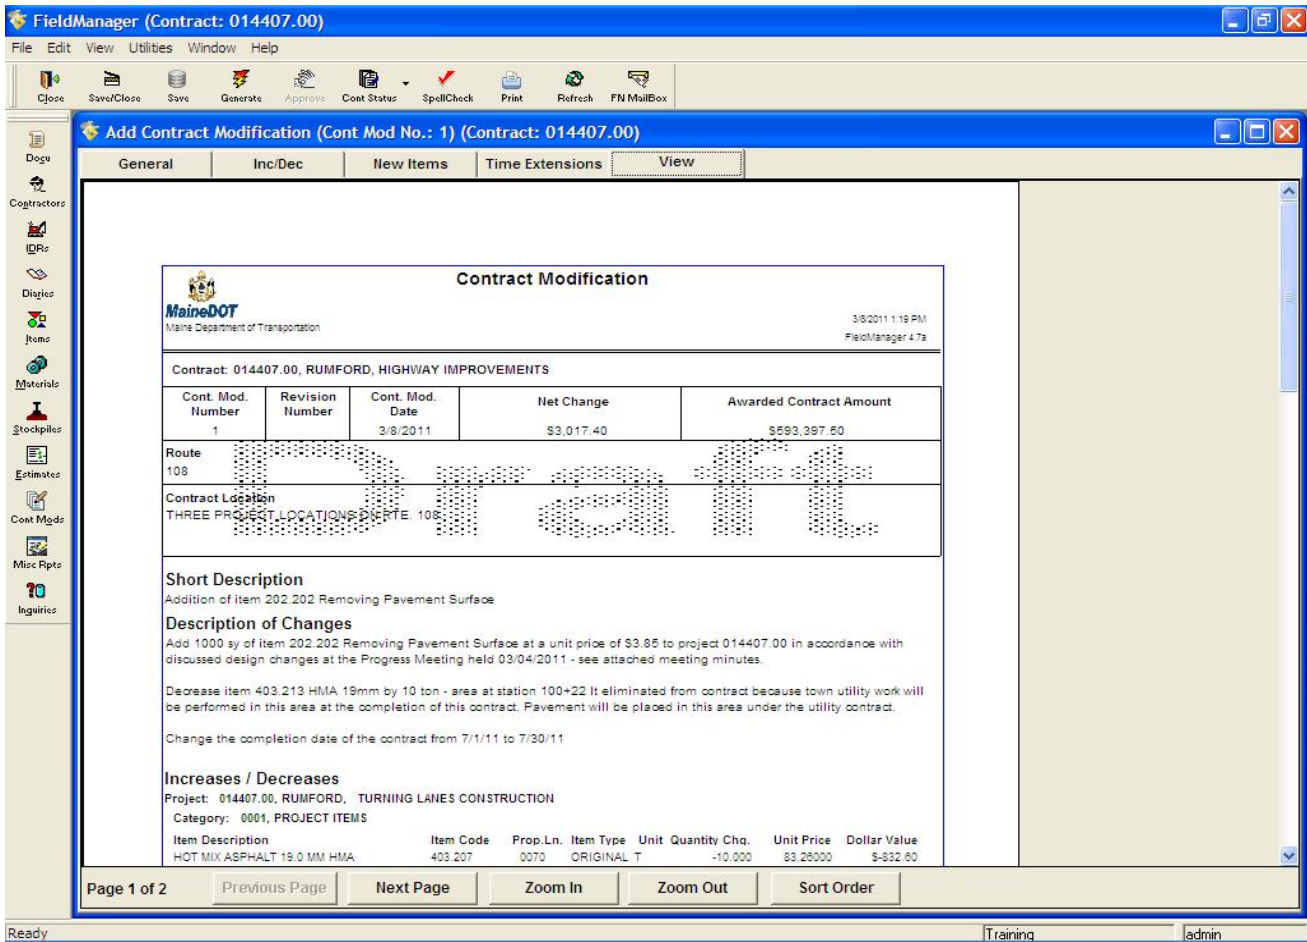 FieldManager (Contract: 014407.00)
File Edit View Utilities Window Help
Close Save/Close Save Generate Approve Cont Status SpellCheck Print Refresh FN MailBox
Docu
Contractors
IDRs
Diaries
Items
Materials
Stockpiles
Estimates
Cont Mods
Misc Rpts
Inquiries
Add Contract Modification (Cont Mod No.: 1) (Contract: 014407.00)
General Inc/Dec New Items Time Extensions View
Contract Modification
MaineDOT
Maine Department of Transportation
3/8/2011 1:19 PM
FieldManager 4.7a
Contract: 014407.00, RUMFORD, HIGHWAY IMPROVEMENTS
Cont. Mod. Number Revision Number Cont. Mod. Date Net Change Awarded Contract Amount
1 3/8/2011 $3,017.40 $593,397.50
Route
108
Draft
Contract Location
THREE PROJECT LOCATIONS ON RTE. 108
Short Description
Addition of item 202.202 Removing Pavement Surface
Description of Changes
Add 1000 sy of item 202.202 Removing Pavement Surface at a unit price of $3.85 to project 014407.00 in accordance with
discussed design changes at the Progress Meeting held 03/04/2011 - see attached meeting minutes.
Decrease item 403.213 HMA 19mm by 10 ton - area at station 100+22 lt eliminated from contract because town utility work will
be performed in this area at the completion of this contract. Pavement will be placed in this area under the utility contract.
Change the completion date of the contract from 7/1/11 to 7/30/11
Increases / Decreases
Project: 014407.00, RUMFORD, TURNING LANES CONSTRUCTION
Category: 0001, PROJECT ITEMS
Item Description Item Code Prop.Ln. Item Type Unit Quantity Chg. Unit Price Dollar Value
HOT MIX ASPHALT 19.0 MM HMA 403.207 0070 ORIGINAL T -10.000 83.26000 $-832.60
Page 1 of 2 Previous Page Next Page Zoom In Zoom Out Sort Order
Ready Training admin